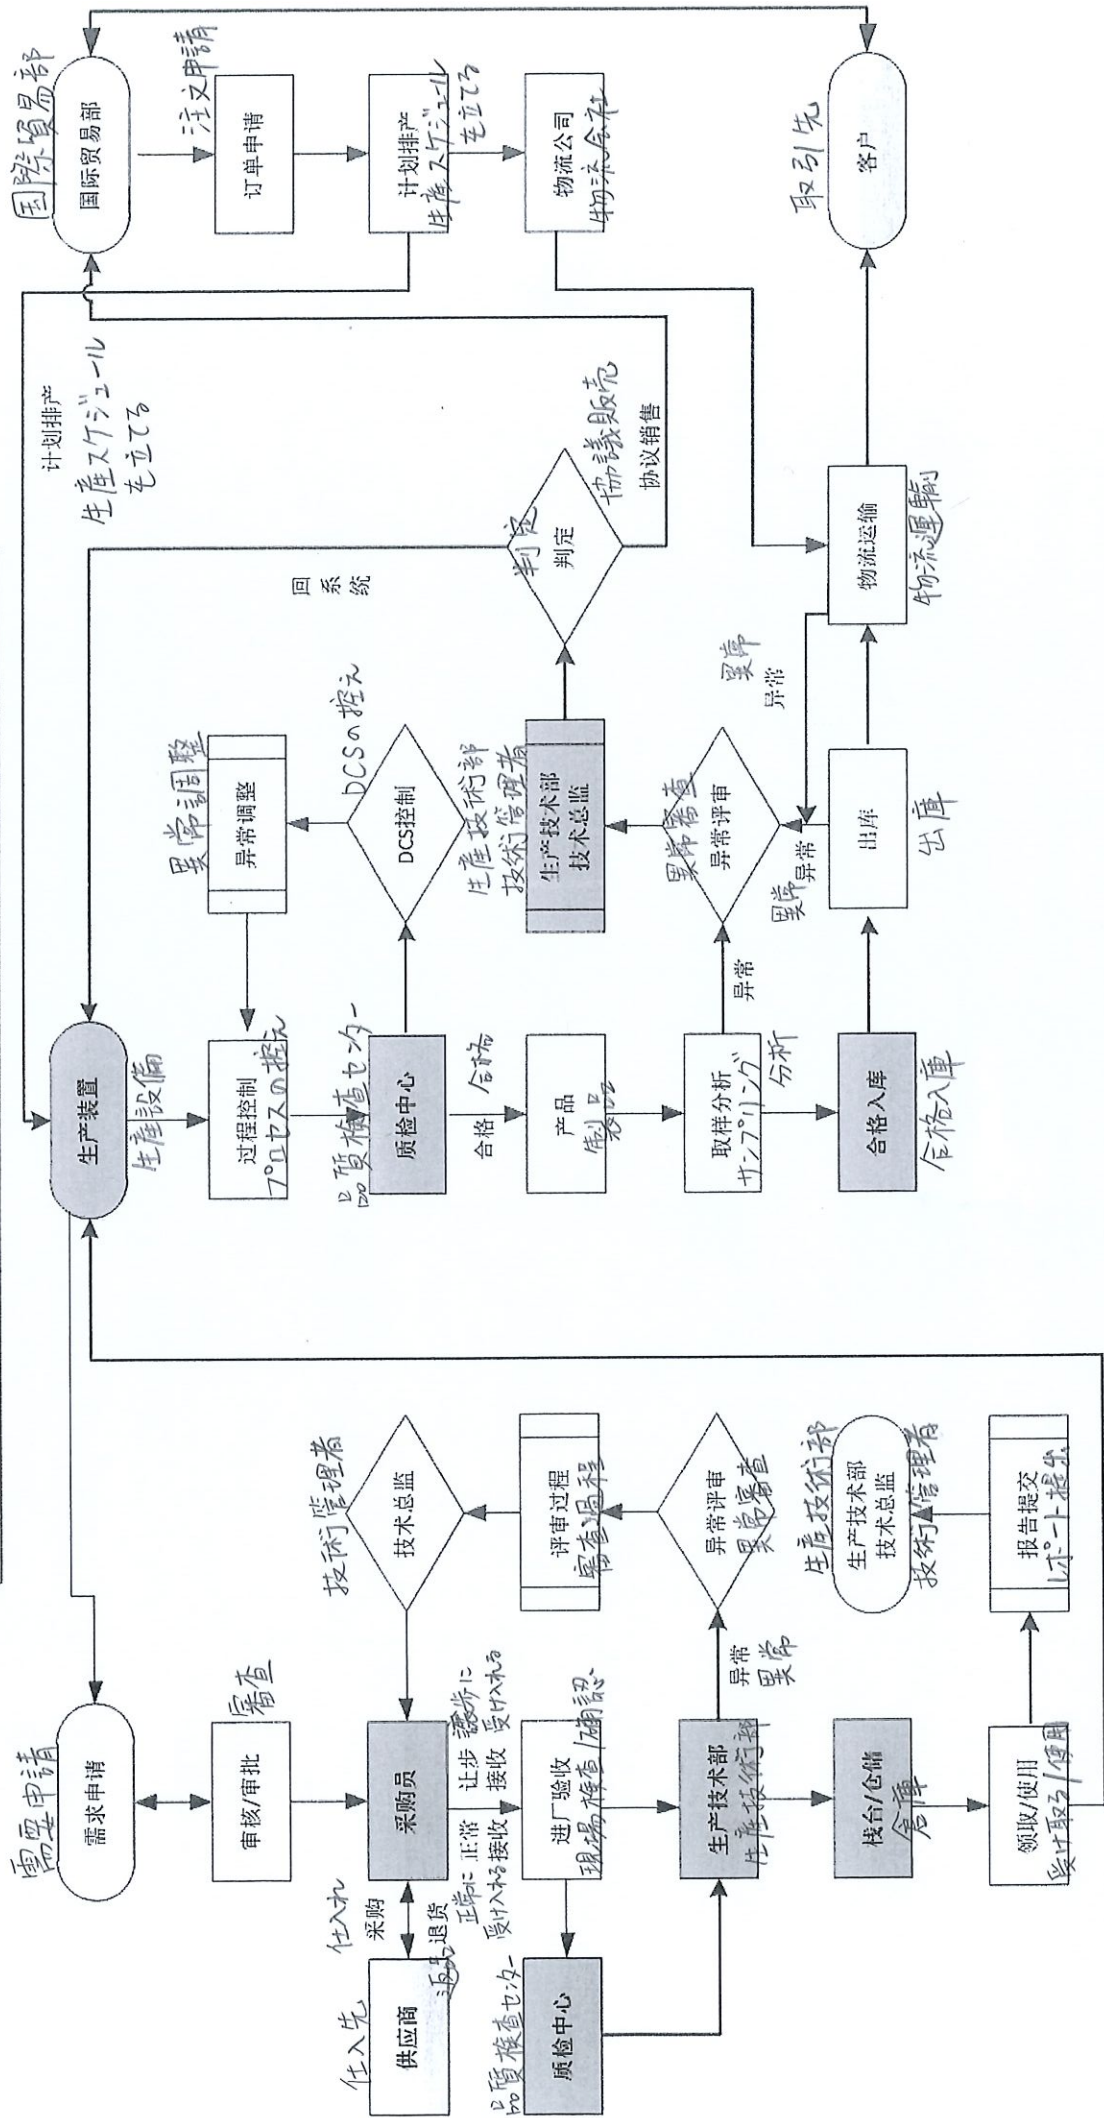 需要申請
需求申请
審査
审核/审批
仕入先
供应商
仕入れ
采购
返品 退货
采购员
技術管理者
技术总监
正常 让步 譲歩に
接收 接收 受け入れる
正常に
受け入れる
品質検査センター
质检中心
进厂验收
現場検査/確認
评审过程
審査過程
生产技术部
生産技術部
异常
異常
异常评审
異常審査
栈台/仓储
倉庫
生産技術部
生产技术部
技术总监
技術管理者
领取/使用
受け取る/使用
报告提交
レポート提出
生产装置
生産設備
过程控制
プロセスの控え
異常調整
异常调整
品質検査センター
质检中心
DCSの控え
DCS控制
合格 合格
产品
製品
生産技術部
技術管理者
生产技术部
技术总监
判定
判定
回系统
協議販売
协议销售
取样分析
サンプリング 分析
异常
異常審査
异常评审
合格入库
合格入庫
異常 异常
出库
出庫
異常
异常
物流运输
物流運輸
计划排产
生産スケジュール
を立てる
国際貿易部
国际贸易部
注文申請
订单申请
计划排产
生産スケジュール
を立てる
物流公司
物流会社
取引先
客户